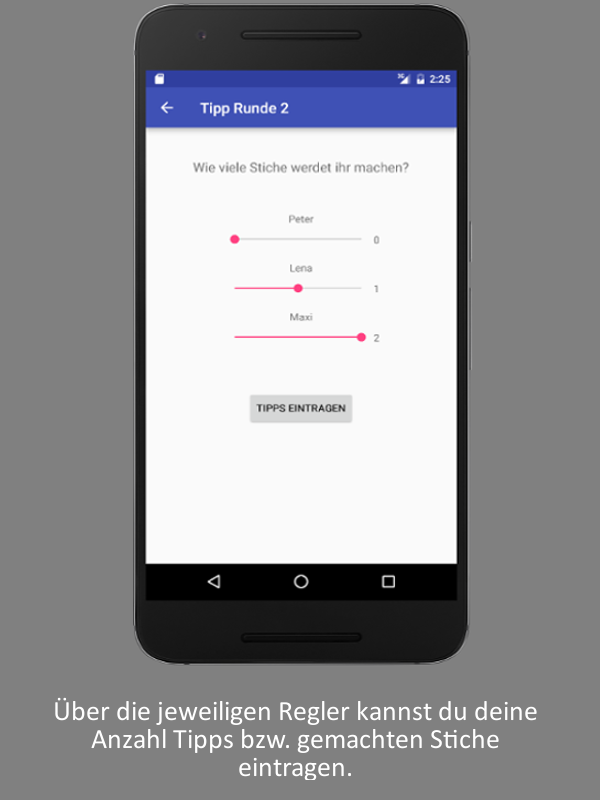 3G 2:25
Tipp Runde 2
Wie viele Stiche werdet ihr machen?
Peter
0
Lena
1
Maxi
2
TIPPS EINTRAGEN
Über die jeweiligen Regler kannst du deine
Anzahl Tipps bzw. gemachten Stiche
eintragen.